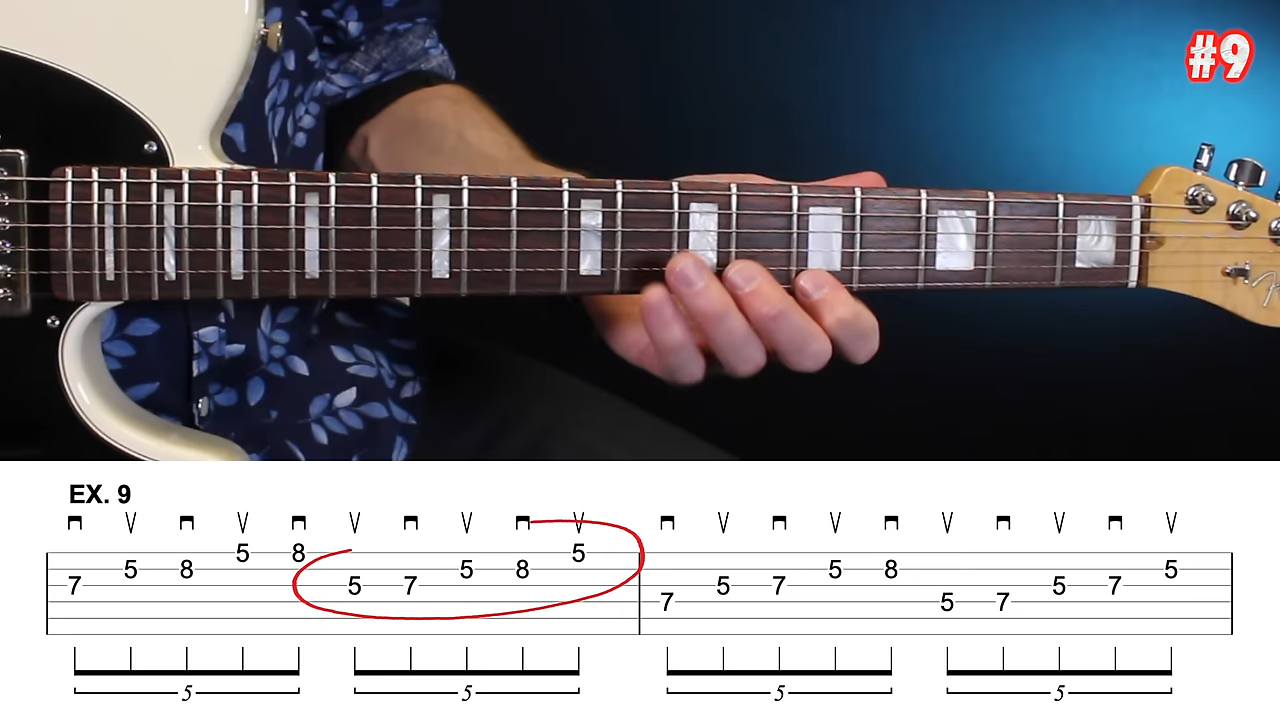 #9
EX. 9
V V V V V V V V V V
5 8 5
5 8 5 8 5 8 5
7 5 7 5 7 5 7
7 5 7
5 5 5 5